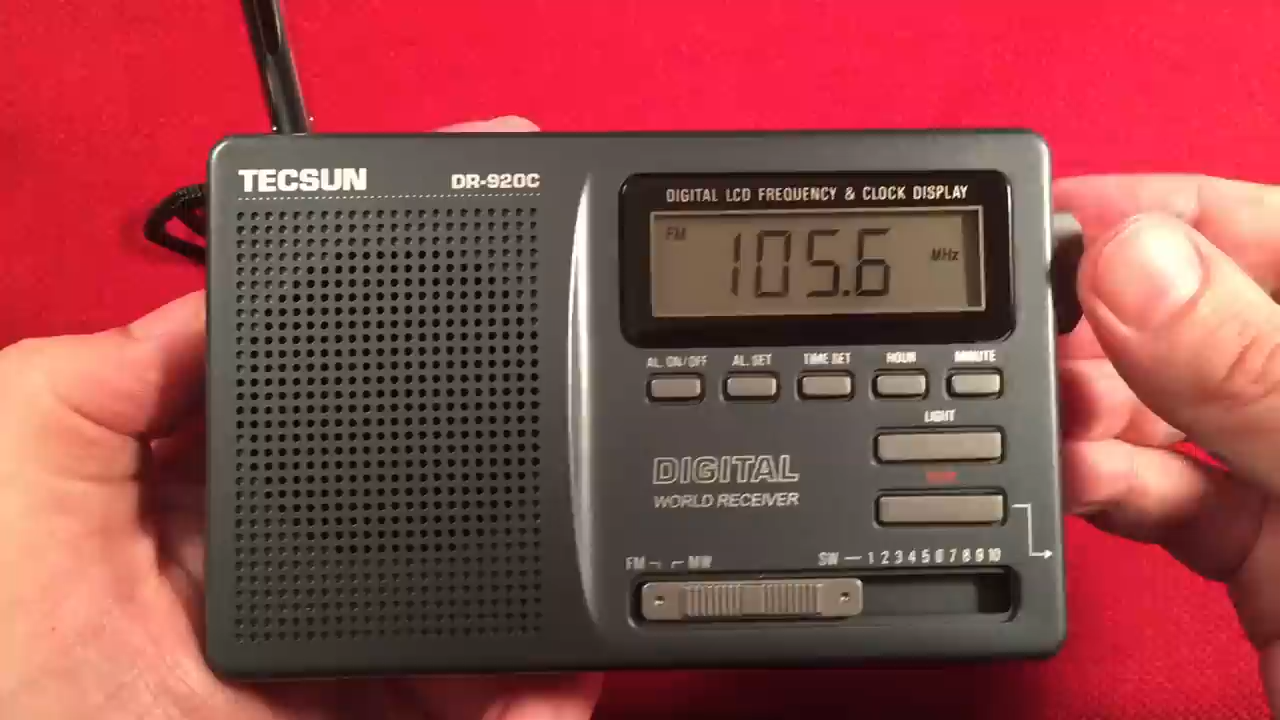 TECSUN DR-920C
DIGITAL LCD FREQUENCY & CLOCK DISPLAY
FM 105.6 MHz
AL. ON/OFF AL. SET TIME SET HOUR MINUTE
LIGHT
DIGITAL
WORLD RECEIVER
FM MW SW 1 2 3 4 5 6 7 8 9 10